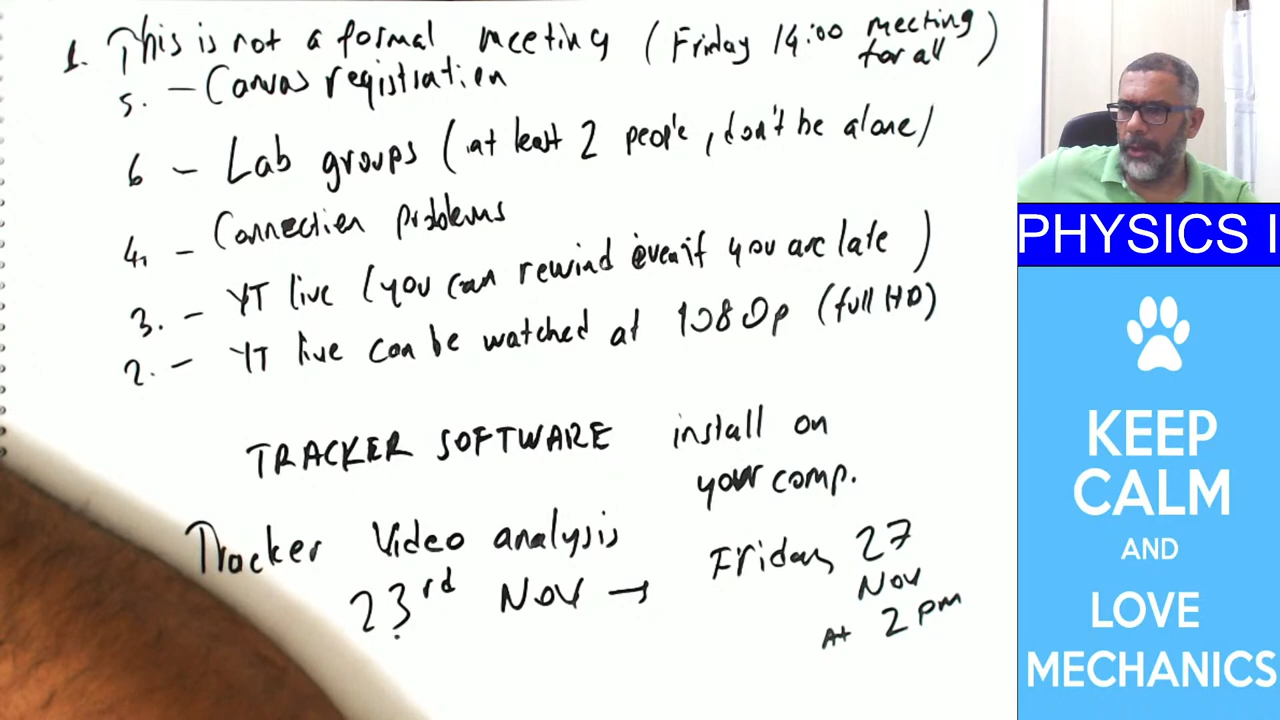 1. This is not a formal meeting (Friday 14:00 meeting for all)
5. - Canvas registration
6 - Lab groups (at least 2 people, don't be alone)
4. - Connection problems
3. - YT live (you can rewind even if you are late)
2. - YT live can be watched at 1080p (full HD)
TRACKER SOFTWARE install on
your comp.
Tracker Video analysis
23rd Nov → Friday 27
Nov
At 2 pm
PHYSICS I
KEEP
CALM
AND
LOVE
MECHANICS